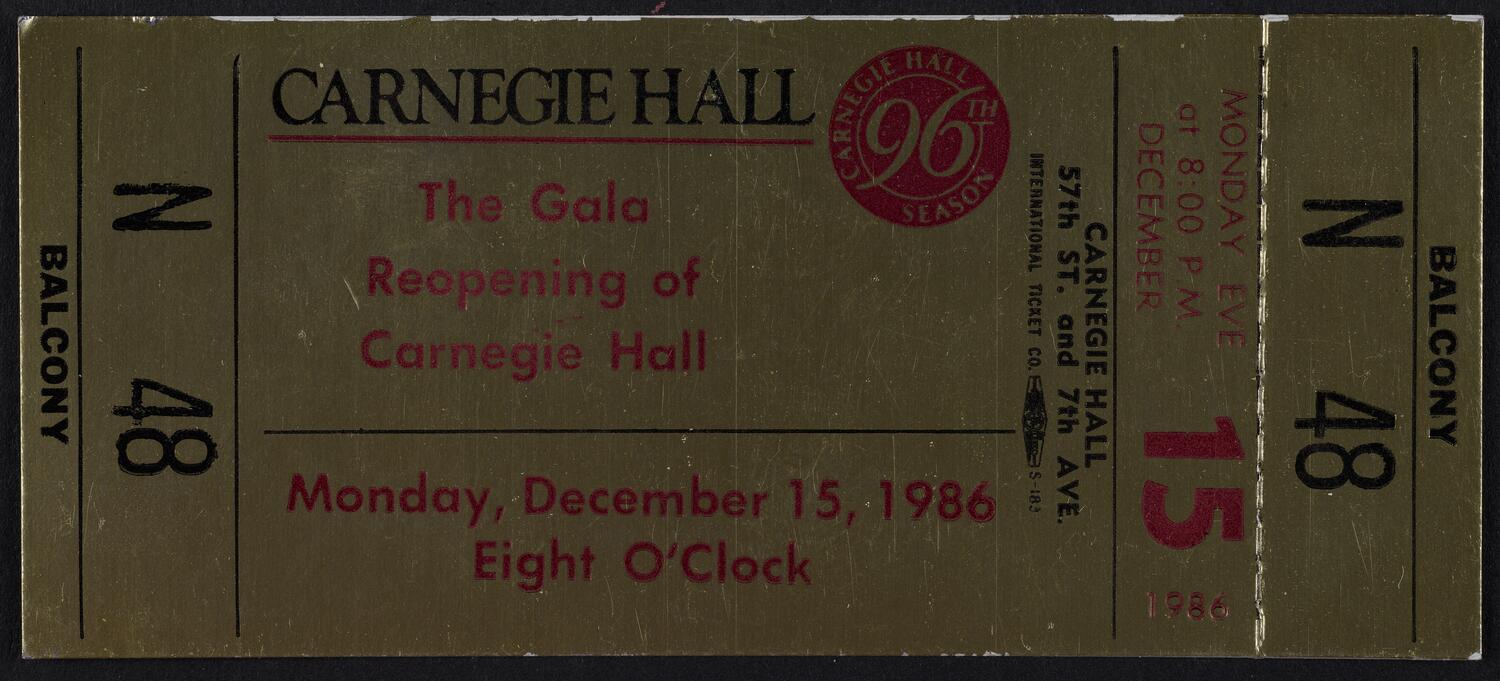 BALCONY
N 48
CARNEGIE HALL
CARNEGIE HALL
96TH
SEASON
The Gala
Reopening of
Carnegie Hall
Monday, December 15, 1986
Eight O'Clock
CARNEGIE HALL
57th ST. and 7th AVE.
INTERNATIONAL TICKET CO.
MONDAY EVE
at 8:00 P.M.
DECEMBER
15
1986
N 48
BALCONY